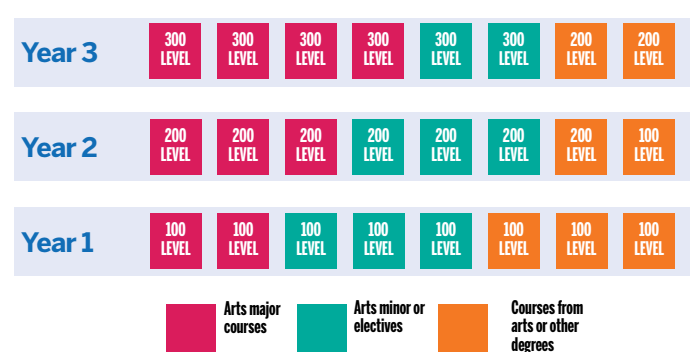 300 300 300 300 300 300 200 200
Year 3
LEVEL LEVEL LEVEL LEVEL LEVEL LEVEL LEVEL LEVEL
200 200 200 200 200 200 200 100
Year 2
LEVEL LEVEL LEVEL LEVEL LEVEL LEVEL LEVEL LEVEL
100 100 100 100 100 100 100 100
Year 1
LEVEL LEVEL LEVEL LEVEL LEVEL LEVEL LEVEL LEVEL
Arts major
courses
Arts minor or
electives
Courses from
arts or other
degrees